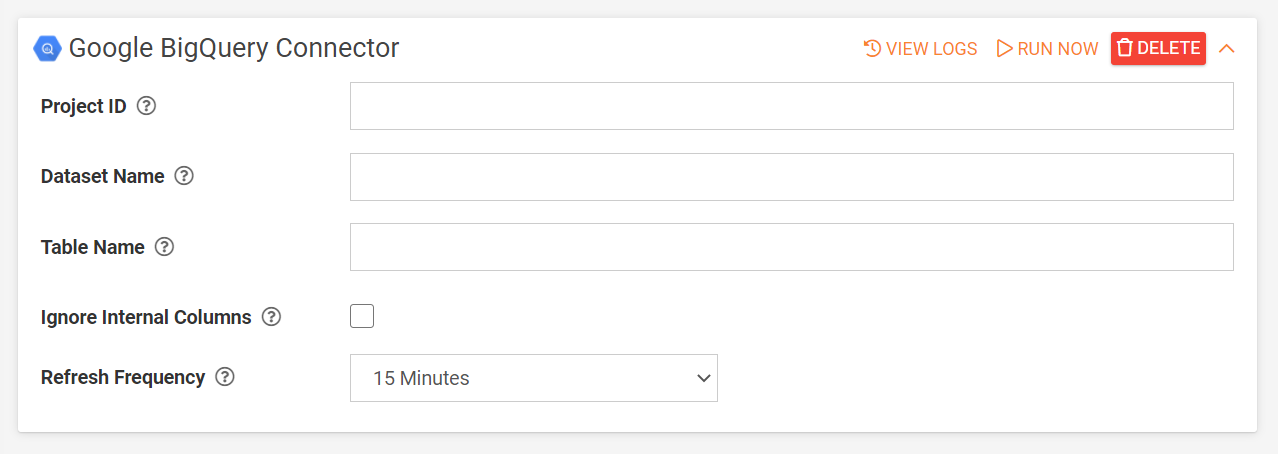 Google BigQuery Connector VIEW LOGS RUN NOW DELETE
Project ID ?
Dataset Name ?
Table Name ?
Ignore Internal Columns ?
Refresh Frequency ? 15 Minutes